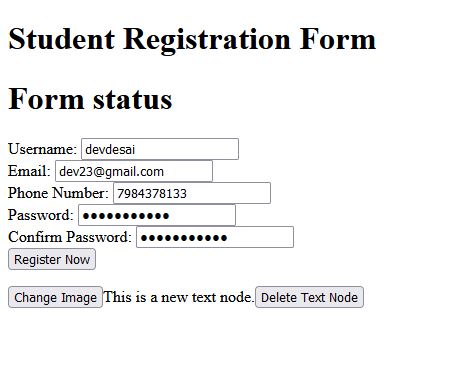 Student Registration Form
Form status
Username: devdesai
Email: dev23@gmail.com
Phone Number: 7984378133
Password: ●●●●●●●●●●●
Confirm Password: ●●●●●●●●●●●
Register Now
Change Image This is a new text node. Delete Text Node